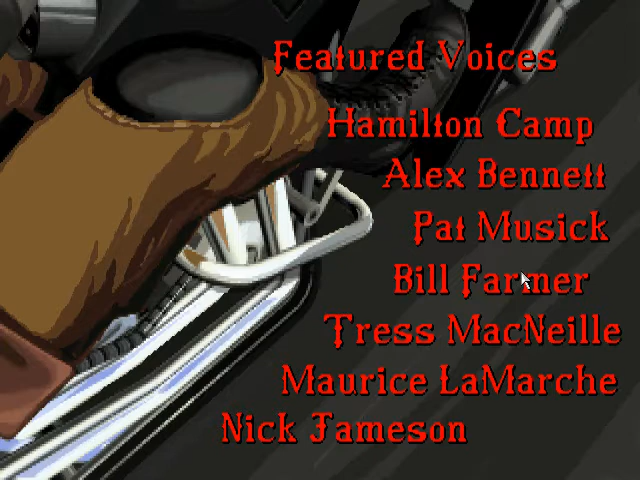 Featured Voices
Hamilton Camp
Alex Bennett
Pat Musick
Bill Farmer
Tress MacNeille
Maurice LaMarche
Nick Jameson